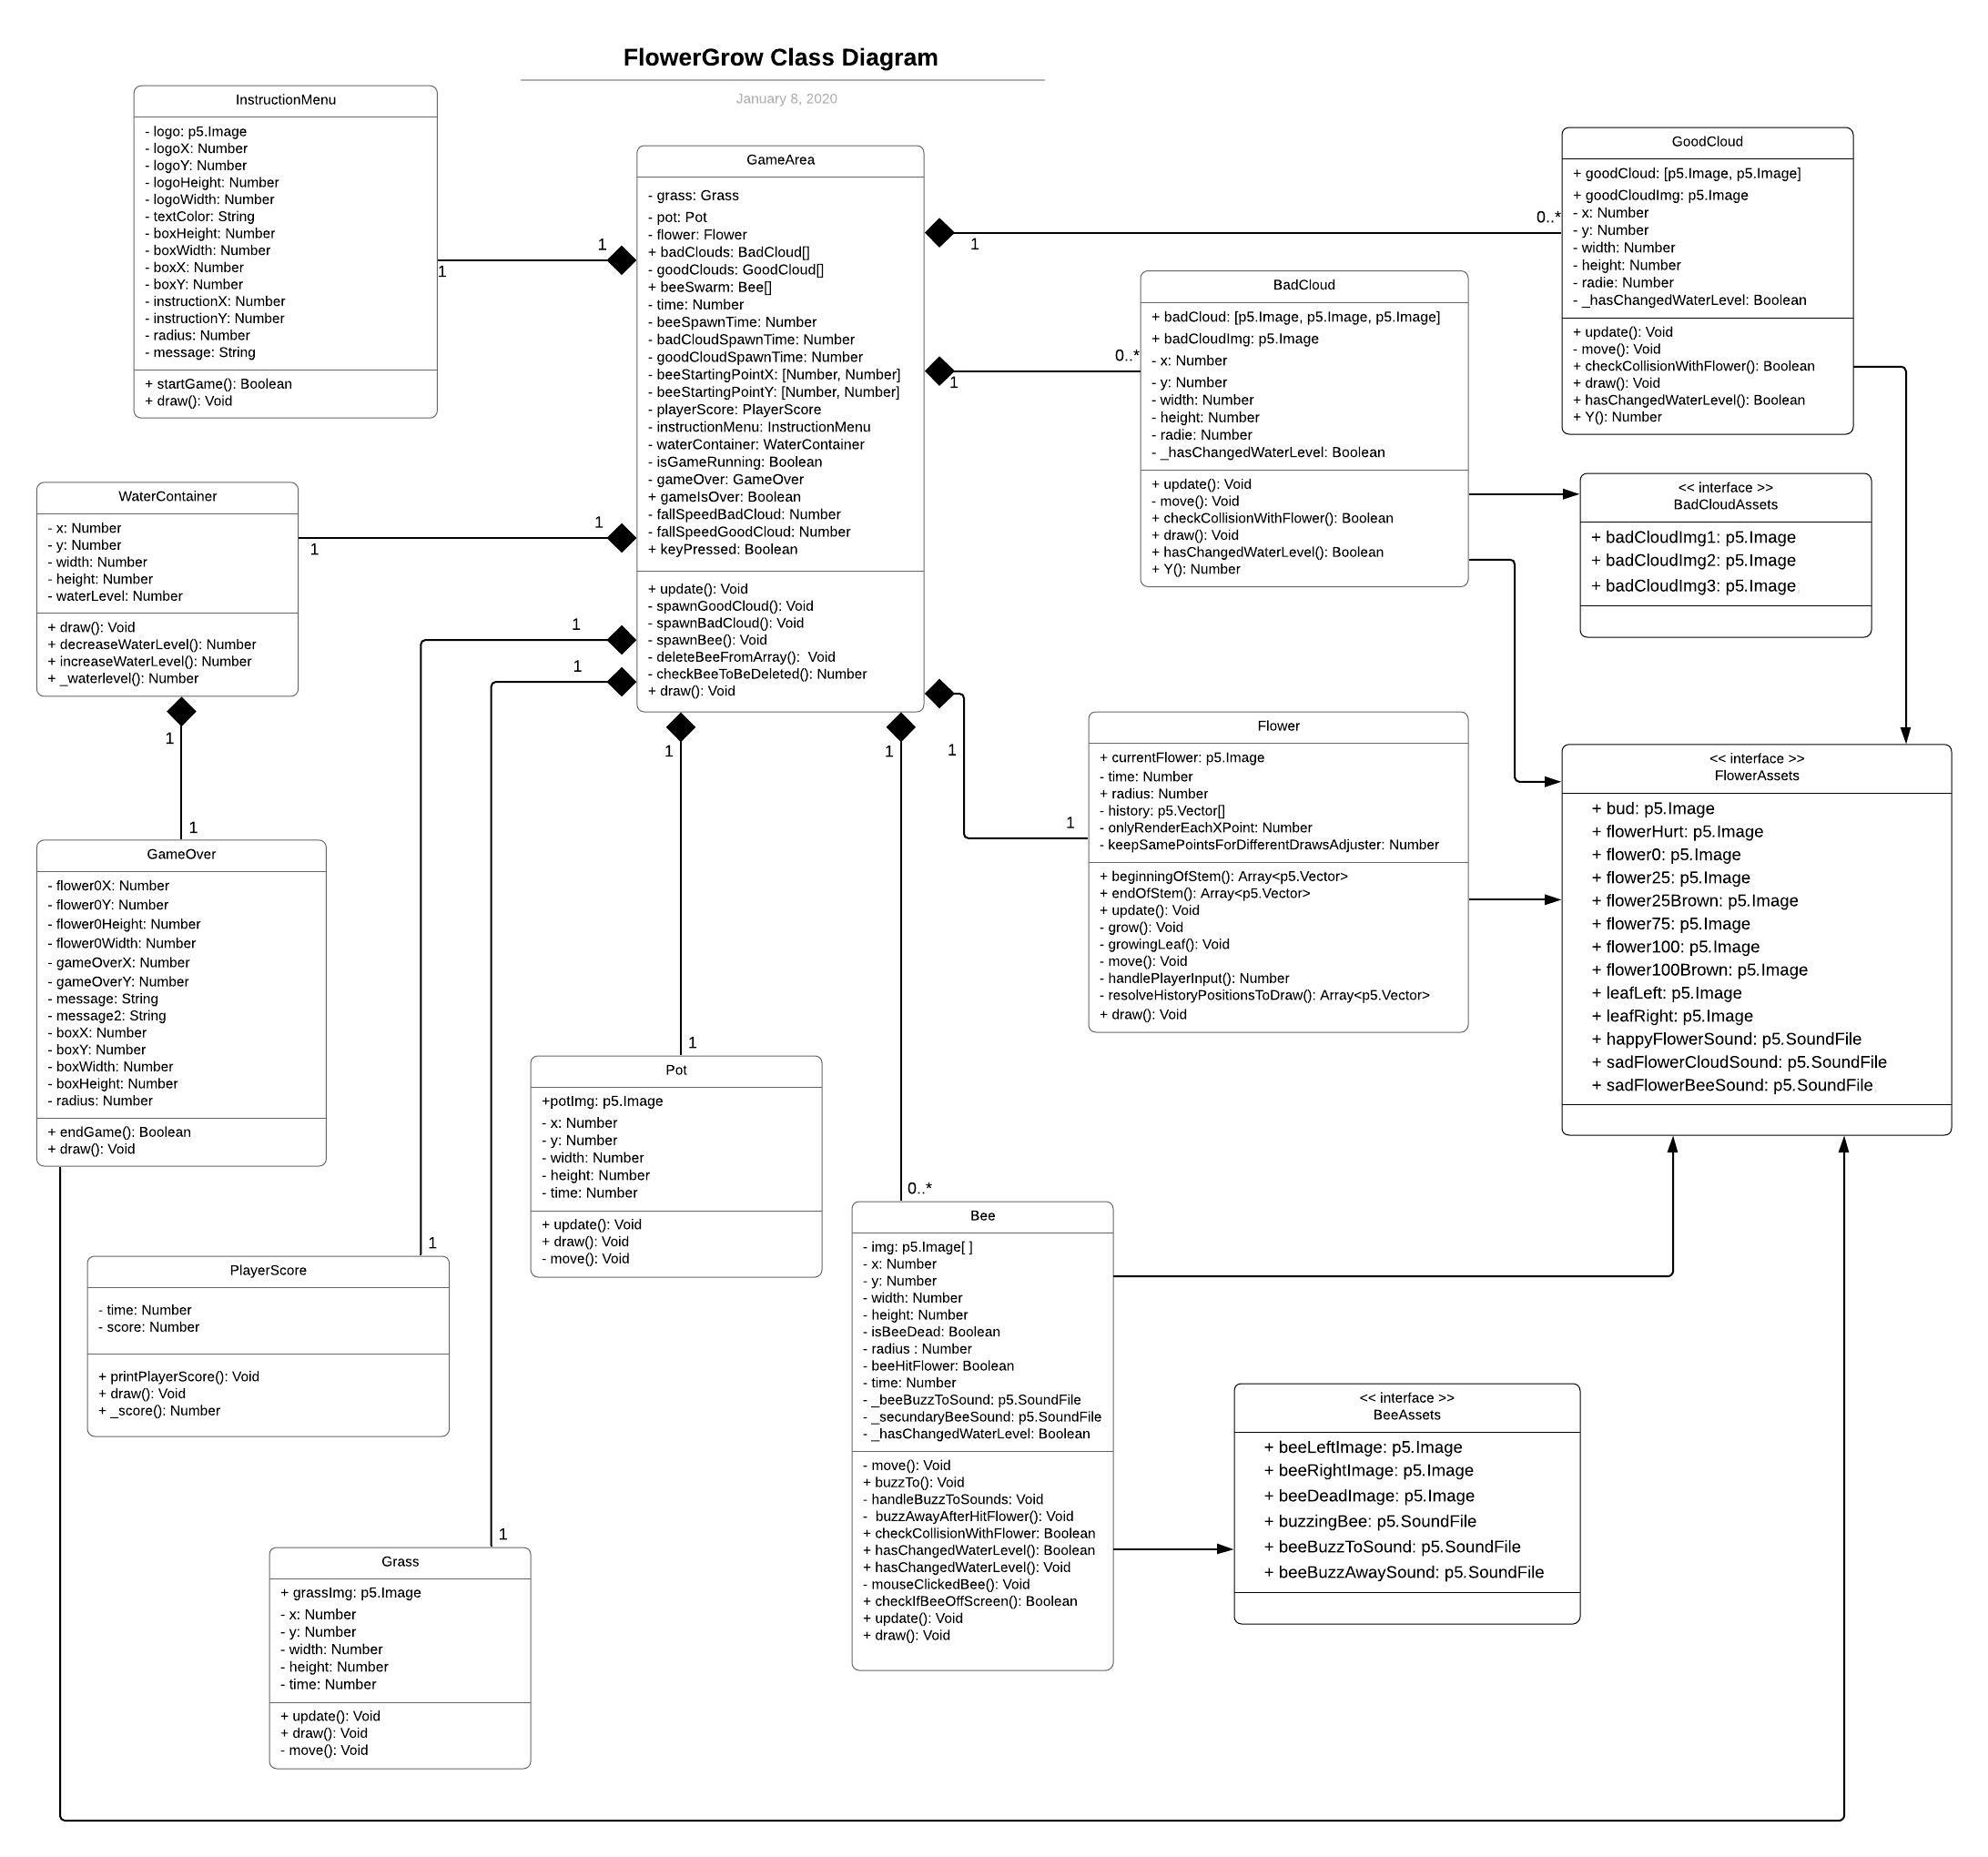 FlowerGrow Class Diagram
January 8, 2020
InstructionMenu
- logo: p5.Image
- logoX: Number
- logoY: Number
- logoHeight: Number
- logoWidth: Number
- textColor: String
- boxHeight: Number
- boxWidth: Number
- boxX: Number
- boxY: Number
- instructionX: Number
- instructionY: Number
- radius: Number
- message: String
+ startGame(): Boolean
+ draw(): Void
1
1
GameArea
- grass: Grass
- pot: Pot
- flower: Flower
+ badClouds: BadCloud[]
- goodClouds: GoodCloud[]
+ beeSwarm: Bee[]
- time: Number
- beeSpawnTime: Number
- badCloudSpawnTime: Number
- goodCloudSpawnTime: Number
- beeStartingPointX: [Number, Number]
- beeStartingPointY: [Number, Number]
- playerScore: PlayerScore
- instructionMenu: InstructionMenu
- waterContainer: WaterContainer
- isGameRunning: Boolean
- gameOver: GameOver
+ gameIsOver: Boolean
- fallSpeedBadCloud: Number
- fallSpeedGoodCloud: Number
+ keyPressed: Boolean
+ update(): Void
- spawnGoodCloud(): Void
- spawnBadCloud(): Void
- spawnBee(): Void
- deleteBeeFromArray():  Void
- checkBeeToBeDeleted(): Number
+ draw(): Void
1
0..*
GoodCloud
+ goodCloud: [p5.Image, p5.Image]
+ goodCloudImg: p5.Image
- x: Number
- y: Number
- width: Number
- height: Number
- radie: Number
- _hasChangedWaterLevel: Boolean
+ update(): Void
- move(): Void
+ checkCollisionWithFlower(): Boolean
+ draw(): Void
+ hasChangedWaterLevel(): Boolean
+ Y(): Number
1
0..*
BadCloud
+ badCloud: [p5.Image, p5.Image, p5.Image]
+ badCloudImg: p5.Image
- x: Number
- y: Number
- width: Number
- height: Number
- radie: Number
- _hasChangedWaterLevel: Boolean
+ update(): Void
- move(): Void
+ checkCollisionWithFlower(): Boolean
+ draw(): Void
+ hasChangedWaterLevel(): Boolean
+ Y(): Number
<< interface >>
BadCloudAssets
+ badCloudImg1: p5.Image
+ badCloudImg2: p5.Image
+ badCloudImg3: p5.Image
WaterContainer
- x: Number
- y: Number
- width: Number
- height: Number
- waterLevel: Number
+ draw(): Void
+ decreaseWaterLevel(): Number
+ increaseWaterLevel(): Number
+ _waterlevel(): Number
1
1
1
1
1
1
1
1
1
1
Flower
+ currentFlower: p5.Image
- time: Number
+ radius: Number
- history: p5.Vector[]
- onlyRenderEachXPoint: Number
- keepSamePointsForDifferentDrawsAdjuster: Number
+ beginningOfStem(): Array<p5.Vector>
+ endOfStem(): Array<p5.Vector>
+ update(): Void
- grow(): Void
- growingLeaf(): Void
- move(): Void
- handlePlayerInput(): Number
- resolveHistoryPositionsToDraw(): Array<p5.Vector>
+ draw(): Void
<< interface >>
FlowerAssets
+ bud: p5.Image
+ flowerHurt: p5.Image
+ flower0: p5.Image
+ flower25: p5.Image
+ flower25Brown: p5.Image
+ flower75: p5.Image
+ flower100: p5.Image
+ flower100Brown: p5.Image
+ leafLeft: p5.Image
+ leafRight: p5.Image
+ happyFlowerSound: p5.SoundFile
+ sadFlowerCloudSound: p5.SoundFile
+ sadFlowerBeeSound: p5.SoundFile
GameOver
- flower0X: Number
- flower0Y: Number
- flower0Height: Number
- flower0Width: Number
- gameOverX: Number
- gameOverY: Number
- message: String
- message2: String
- boxX: Number
- boxY: Number
- boxWidth: Number
- boxHeight: Number
- radius: Number
+ endGame(): Boolean
+ draw(): Void
1
Pot
+potImg: p5.Image
- x: Number
- y: Number
- width: Number
- height: Number
- time: Number
+ update(): Void
+ draw(): Void
- move(): Void
0..*
Bee
- img: p5.Image[ ]
- x: Number
- y: Number
- width: Number
- height: Number
- isBeeDead: Boolean
- radius : Number
- beeHitFlower: Boolean
- time: Number
- _beeBuzzToSound: p5.SoundFile
- _secundaryBeeSound: p5.SoundFile
- _hasChangedWaterLevel: Boolean
- move(): Void
+ buzzTo(): Void
- handleBuzzToSounds: Void
-  buzzAwayAfterHitFlower(): Void
+ checkCollisionWithFlower: Boolean
+ hasChangedWaterLevel(): Boolean
+ hasChangedWaterLevel(): Void
- mouseClickedBee(): Void
+ checkIfBeeOffScreen(): Boolean
+ update(): Void
+ draw(): Void
1
PlayerScore
- time: Number
- score: Number
+ printPlayerScore(): Void
+ draw(): Void
+ _score(): Number
<< interface >>
BeeAssets
+ beeLeftImage: p5.Image
+ beeRightImage: p5.Image
+ beeDeadImage: p5.Image
+ buzzingBee: p5.SoundFile
+ beeBuzzToSound: p5.SoundFile
+ beeBuzzAwaySound: p5.SoundFile
1
Grass
+ grassImg: p5.Image
- x: Number
- y: Number
- width: Number
- height: Number
- time: Number
+ update(): Void
+ draw(): Void
- move(): Void